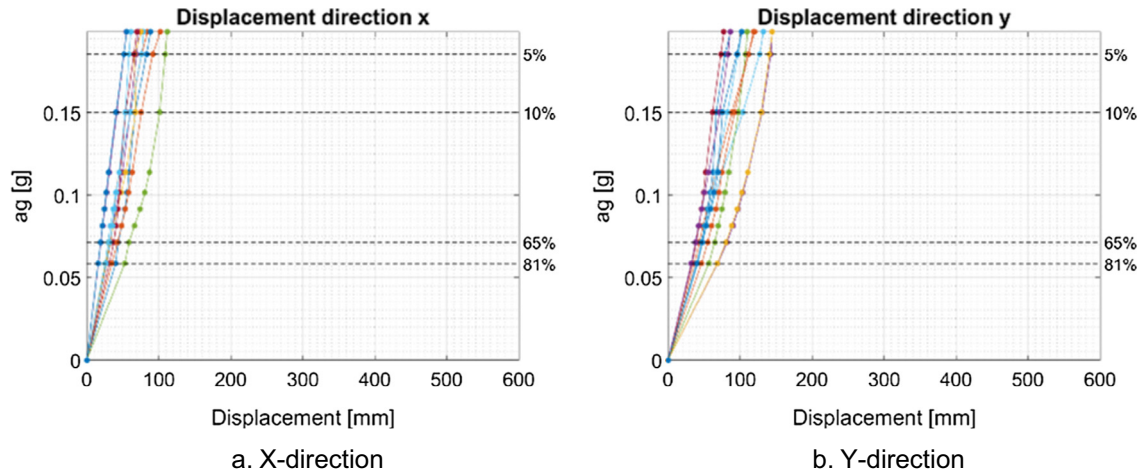 Displacement direction x
ag [g]
0.15
0.1
0.05
0
5%
10%
65%
81%
0 100 200 300 400 500 600
Displacement [mm]
a. X-direction
Displacement direction y
ag [g]
0.15
0.1
0.05
0
5%
10%
65%
81%
0 100 200 300 400 500 600
Displacement [mm]
b. Y-direction